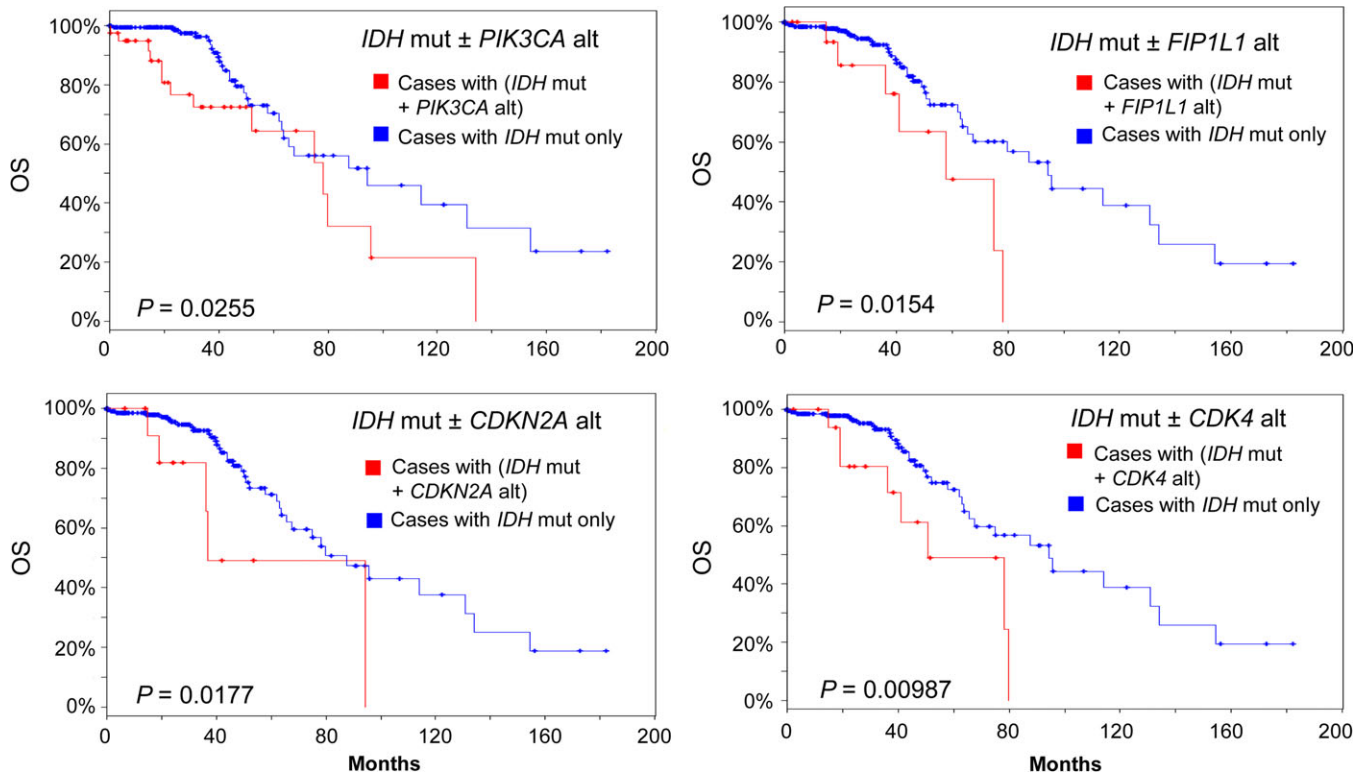 100%
80%
60%
40%
20%
0%
OS
IDH mut ± PIK3CA alt
Cases with (IDH mut
+ PIK3CA alt)
Cases with IDH mut only
P = 0.0255
0 40 80 120 160 200
100%
80%
60%
40%
20%
0%
OS
IDH mut ± FIP1L1 alt
Cases with (IDH mut
+ FIP1L1 alt)
Cases with IDH mut only
P = 0.0154
0 40 80 120 160 200
100%
80%
60%
40%
20%
0%
OS
IDH mut ± CDKN2A alt
Cases with (IDH mut
+ CDKN2A alt)
Cases with IDH mut only
P = 0.0177
0 40 80 120 160 200
Months
100%
80%
60%
40%
20%
0%
OS
IDH mut ± CDK4 alt
Cases with (IDH mut
+ CDK4 alt)
Cases with IDH mut only
P = 0.00987
0 40 80 120 160 200
Months